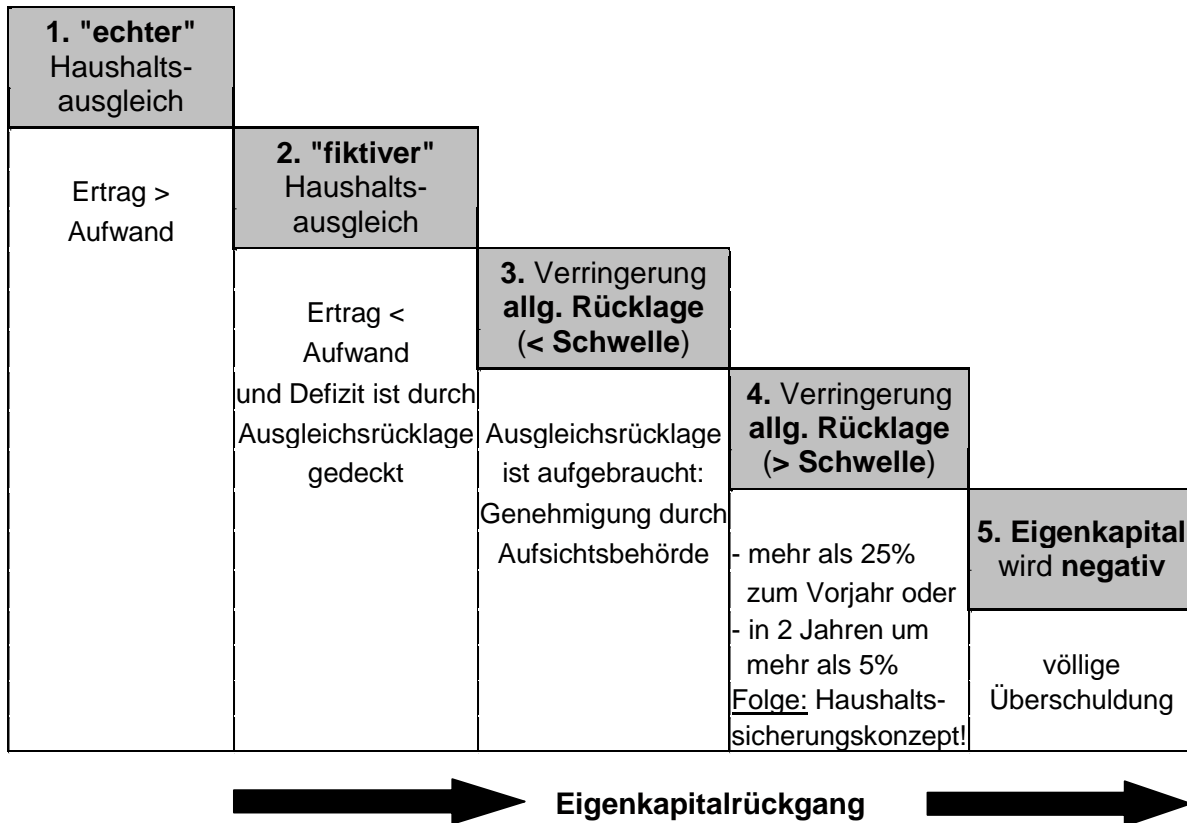 1. "echter"
Haushalts-
ausgleich
Ertrag >
Aufwand
2. "fiktiver"
Haushalts-
ausgleich
Ertrag <
Aufwand
und Defizit ist durch
Ausgleichsrücklage
gedeckt
3. Verringerung
allg. Rücklage
(< Schwelle)
Ausgleichsrücklage
ist aufgebraucht:
Genehmigung durch
Aufsichtsbehörde
4. Verringerung
allg. Rücklage
(> Schwelle)
- mehr als 25%
zum Vorjahr oder
- in 2 Jahren um
mehr als 5%
Folge: Haushalts-
sicherungskonzept!
5. Eigenkapital
wird negativ
völlige
Überschuldung
Eigenkapitalrückgang